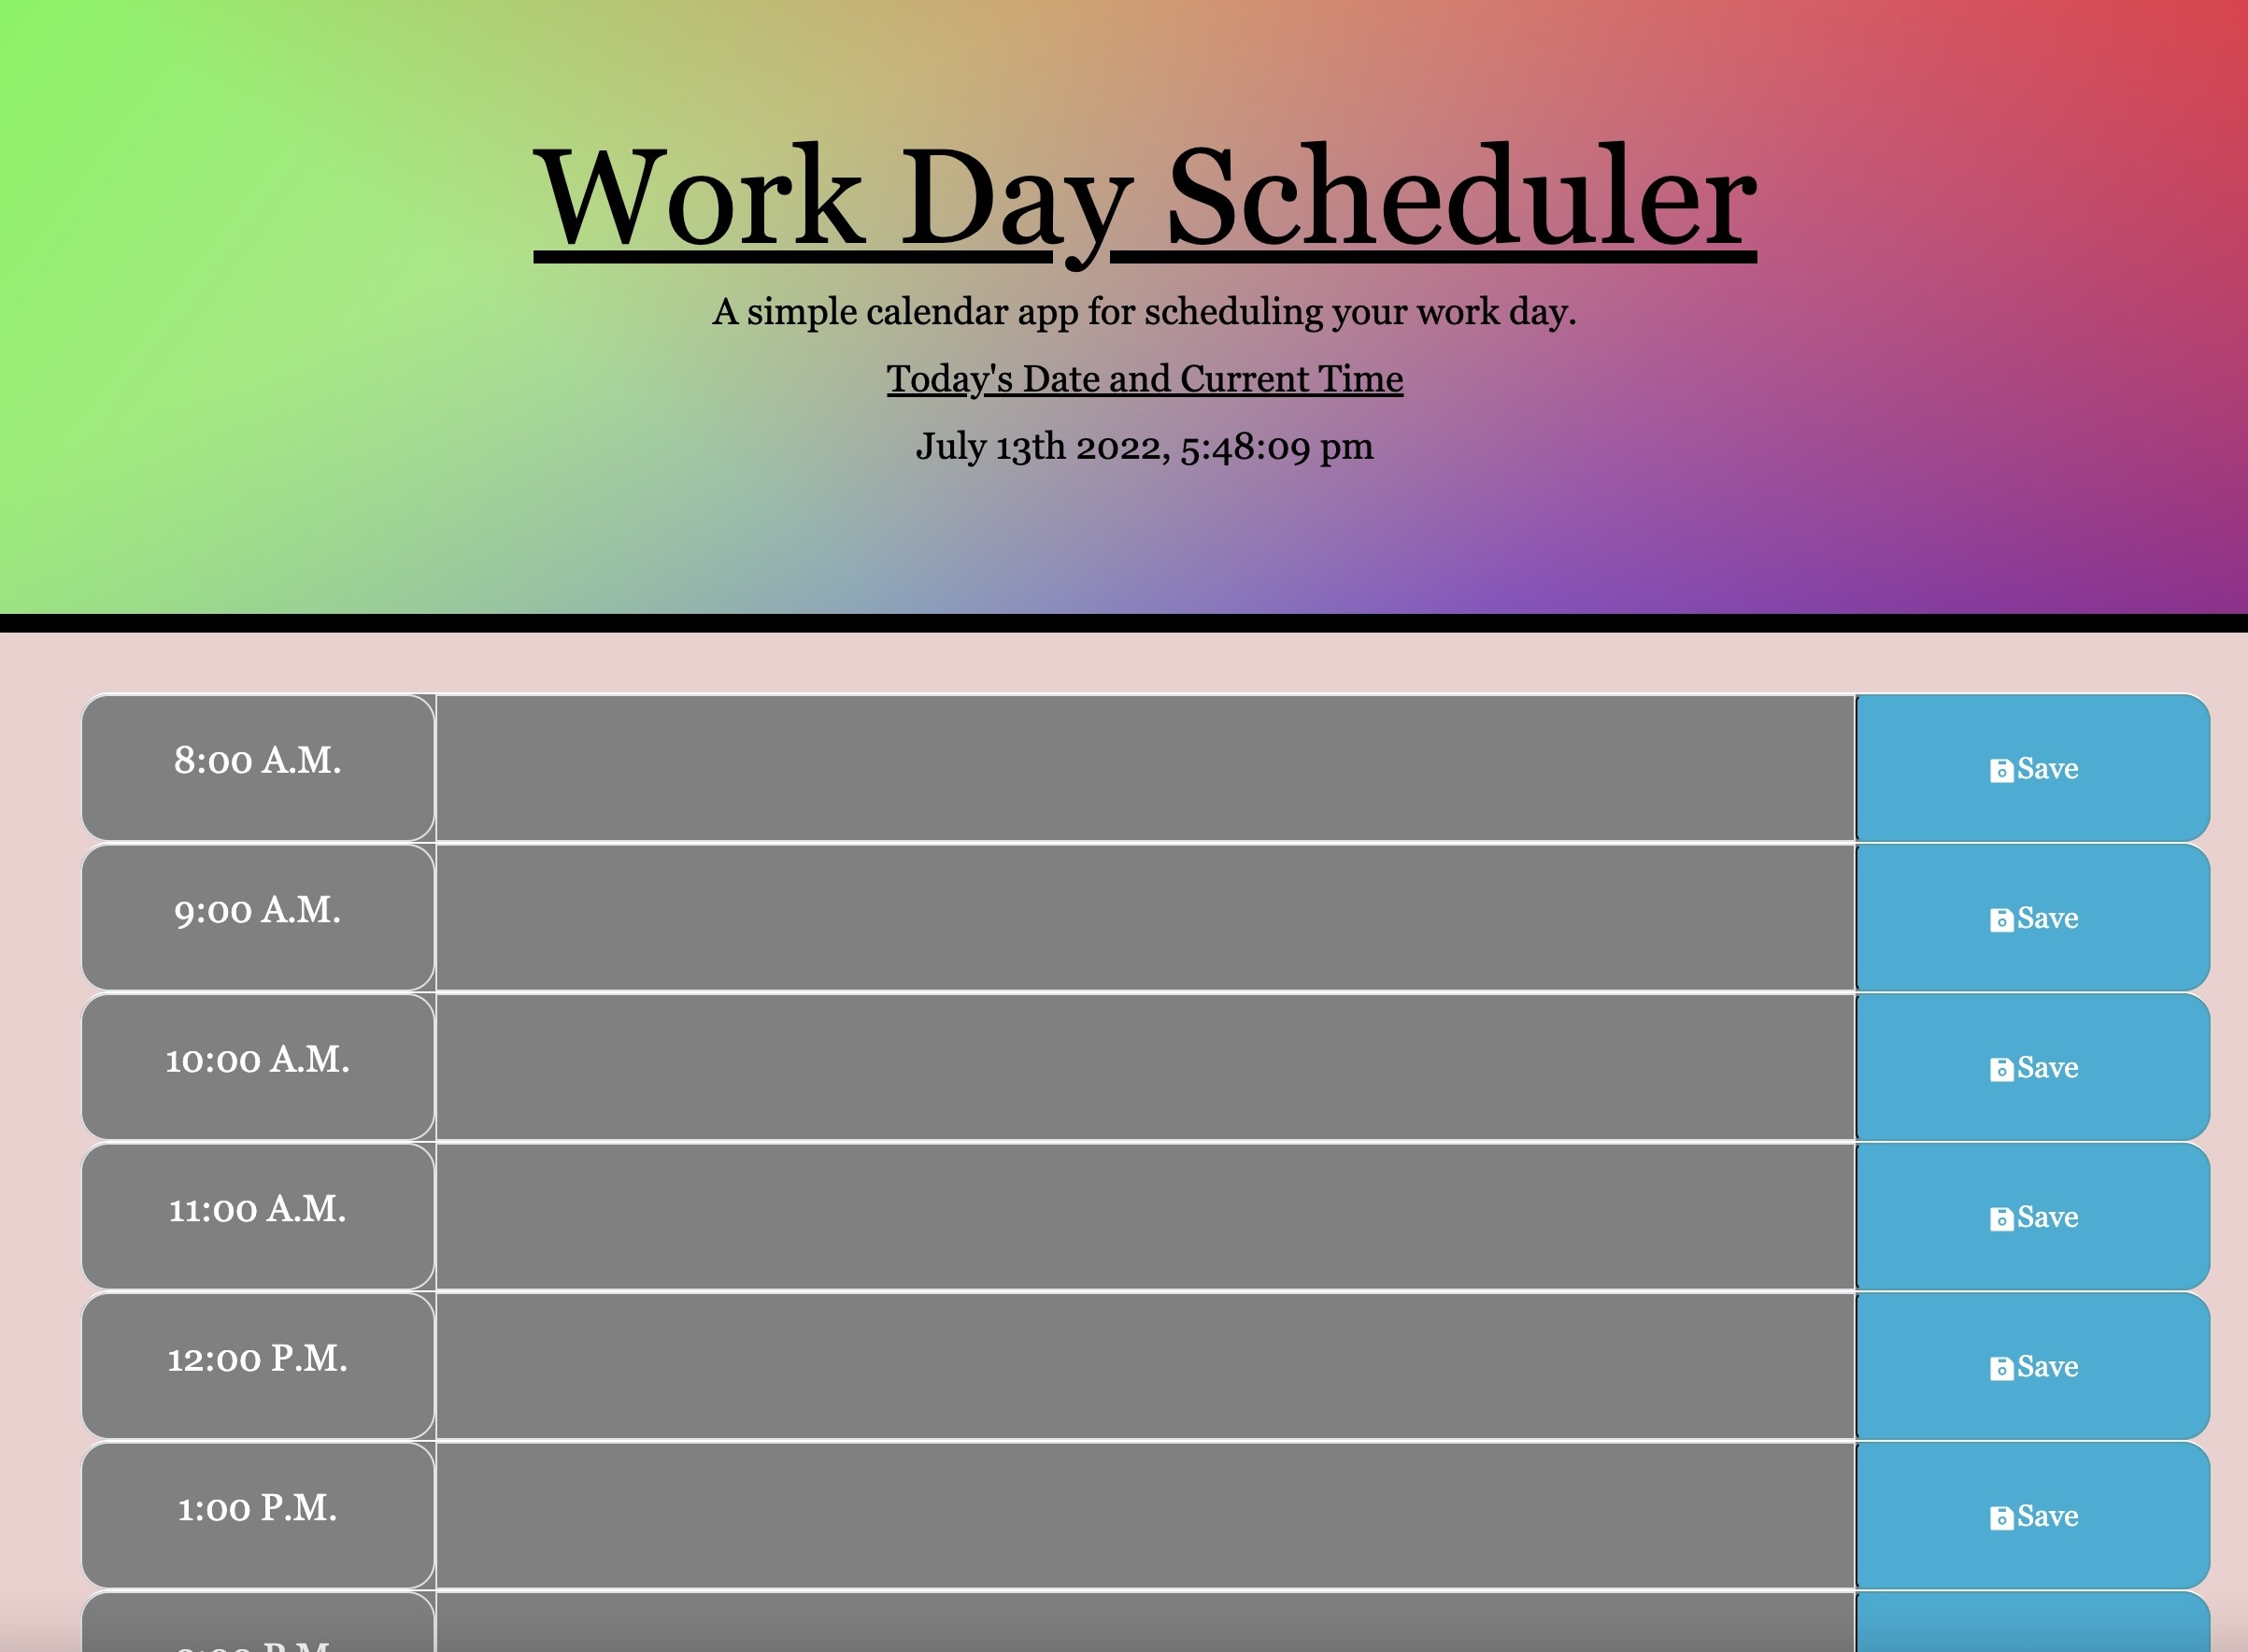 Work Day Scheduler
A simple calendar app for scheduling your work day.
Today's Date and Current Time
July 13th 2022, 5:48:09 pm
8:00 A.M.
Save
9:00 A.M.
Save
10:00 A.M.
Save
11:00 A.M.
Save
12:00 P.M.
Save
1:00 P.M.
Save
P.M.